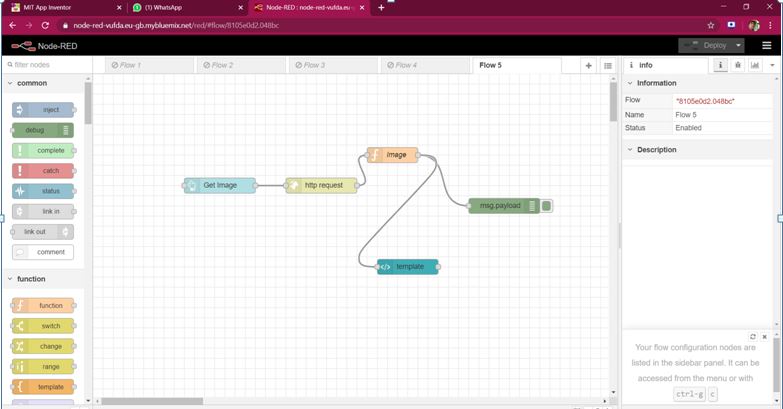 MIT App Inventor
(1) WhatsApp
Node-RED : node-red-vufda.eu-g
node-red-vufda.eu-gb.mybluemix.net/red/#flow/8105e0d2.048bc
Node-RED
Deploy
filter nodes
Flow 1
Flow 2
Flow 3
Flow 4
Flow 5
info
common
inject
debug
complete
catch
status
link in
link out
comment
function
function
switch
change
range
template
Get Image
http request
image
msg.payload
template
Information
Flow "8105e0d2.048bc"
Name Flow 5
Status Enabled
Description
Your flow configuration nodes are
listed in the sidebar panel. It can be
accessed from the menu or with
ctrl-g c